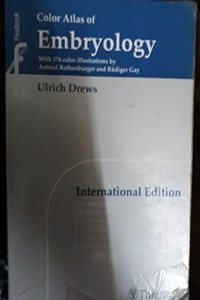 Flexibook
Color Atlas of
Embryology
With 176 color illustrations by
Astried Rothenburger and Rüdiger Gay
Ulrich Drews
International Edition
Thieme